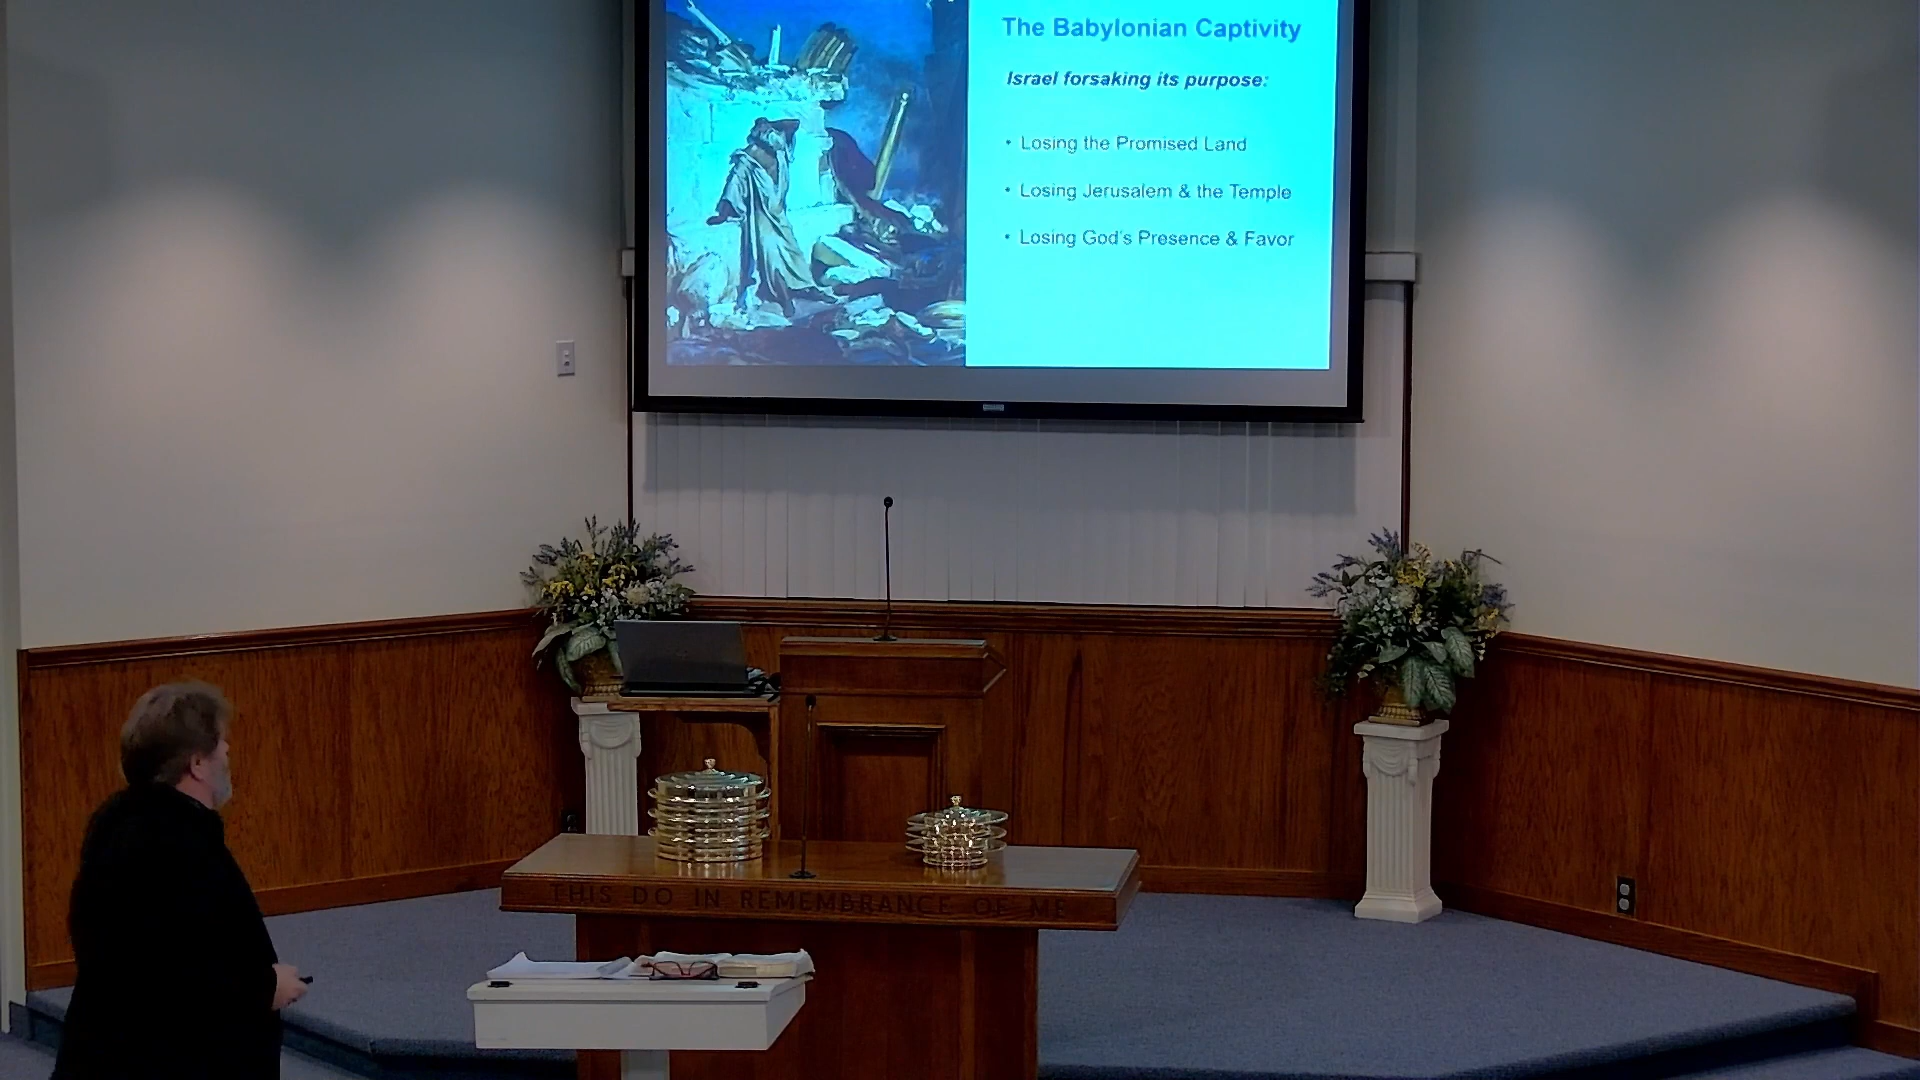 The Babylonian Captivity
Israel forsaking its purpose:
• Losing the Promised Land
• Losing Jerusalem & the Temple
• Losing God's Presence & Favor
THIS DO IN REMEMBRANCE OF ME